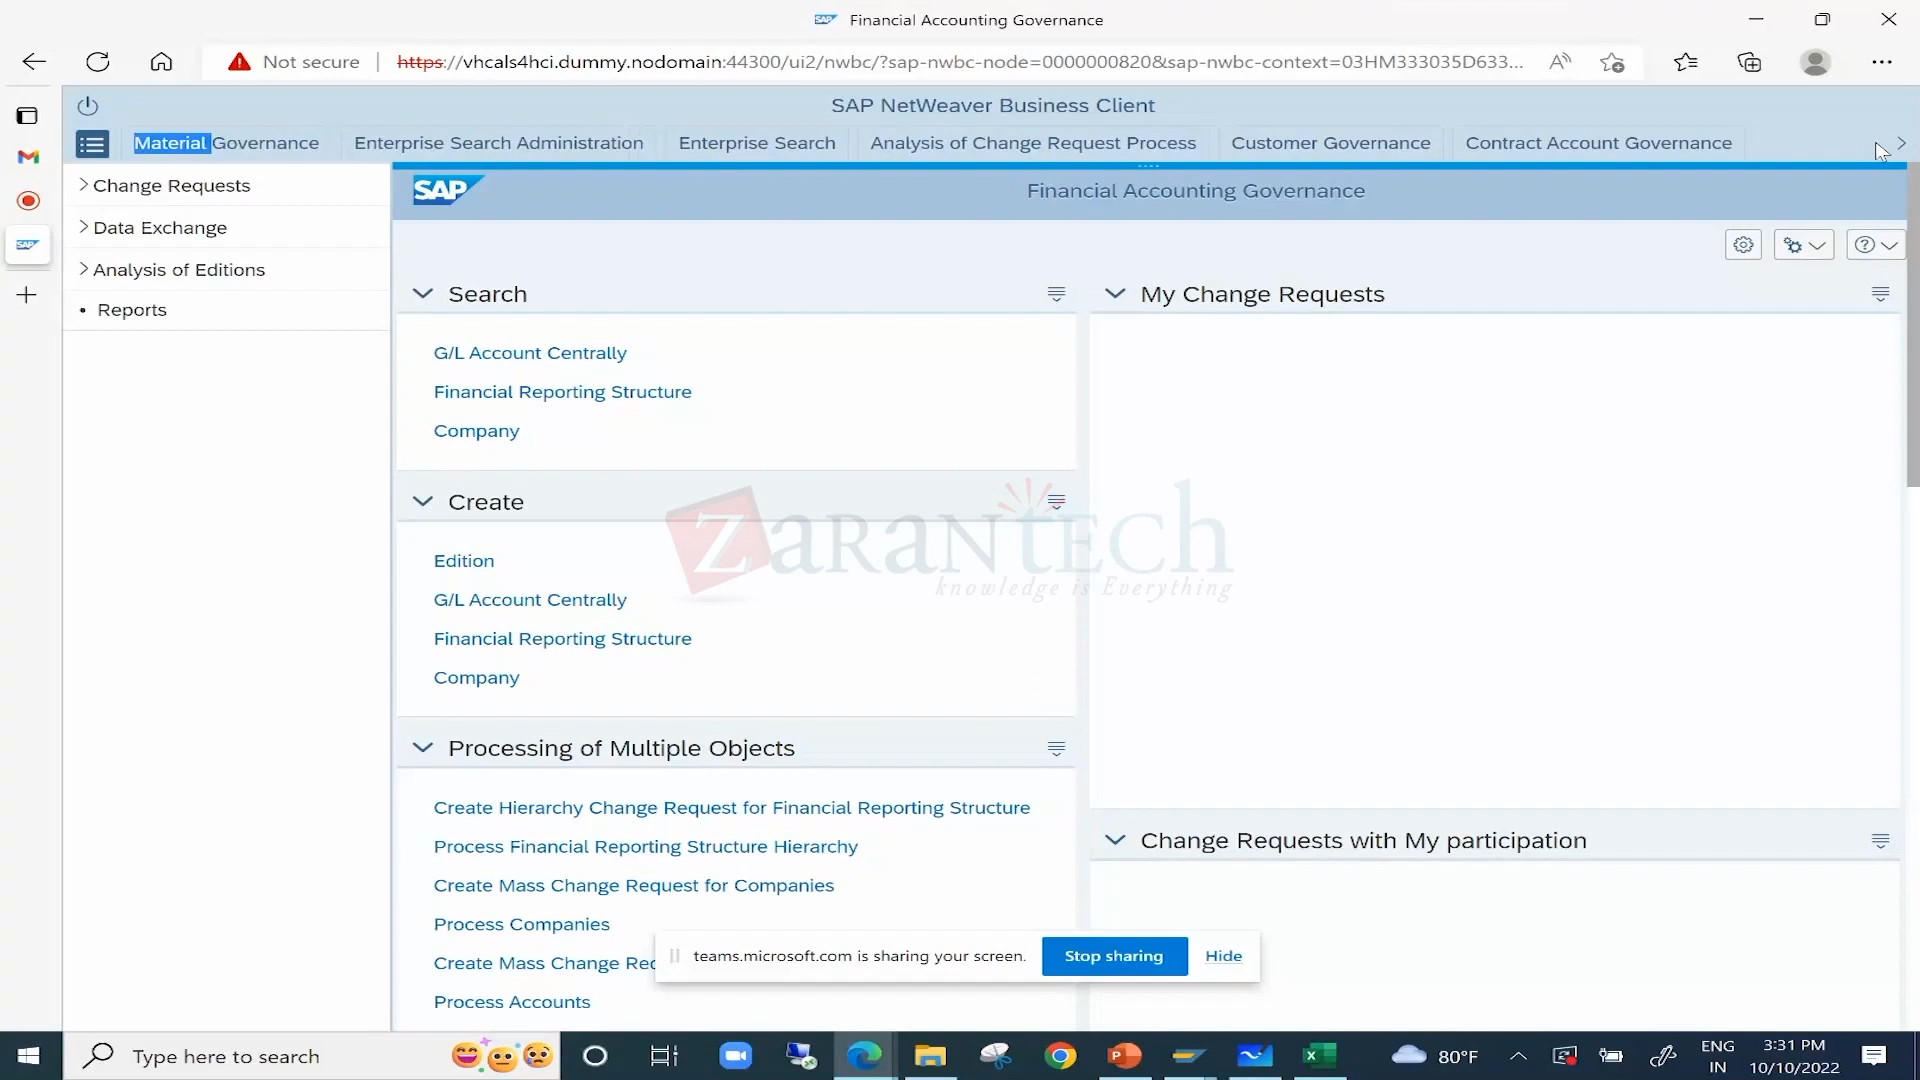 SAP Financial Accounting Governance
Not secure https://vhcals4hci.dummy.nodomain:44300/ui2/nwbc/?sap-nwbc-node=0000000820&sap-nwbc-context=03HM333035D633...
SAP NetWeaver Business Client
Material Governance Enterprise Search Administration Enterprise Search Analysis of Change Request Process Customer Governance Contract Account Governance
Change Requests
Data Exchange
Analysis of Editions
Reports
SAP Financial Accounting Governance
Search
G/L Account Centrally
Financial Reporting Structure
Company
Create
Edition
G/L Account Centrally
Financial Reporting Structure
Company
Processing of Multiple Objects
Create Hierarchy Change Request for Financial Reporting Structure
Process Financial Reporting Structure Hierarchy
Create Mass Change Request for Companies
Process Companies
Create Mass Change
Process Accounts
My Change Requests
Change Requests with My participation
ZARANTECH
knowledge is Everything
teams.microsoft.com is sharing your screen. Stop sharing Hide
Type here to search
80°F
ENG
IN
3:31 PM
10/10/2022